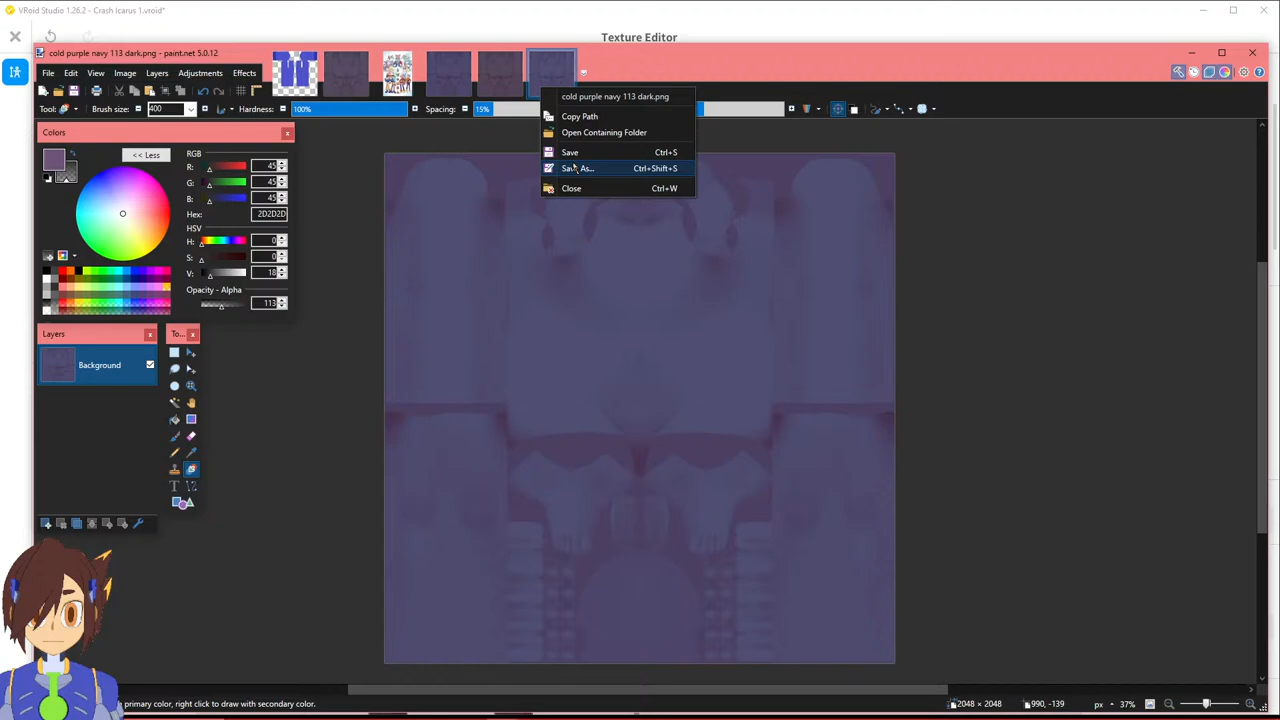 VRoid Studio 1.26.2 - Crash Icarus 1.vroid*
Texture Editor
cold purple navy 113 dark.png - paint.net 5.0.12
File Edit View Image Layers Adjustments Effects
Tool: Brush size: 400 Hardness: 100% Spacing: 15%
cold purple navy 113 dark.png
Copy Path
Open Containing Folder
Save Ctrl+S
Save As... Ctrl+Shift+S
Close Ctrl+W
Colors
<< Less
RGB
R: 45
G: 45
B: 45
Hex: 2D2D2D
HSV
H: 0
S: 0
V: 18
Opacity - Alpha
113
Layers
Background
To...
primary color, right click to draw with secondary color.
2048 × 2048
990, -139
px
37%